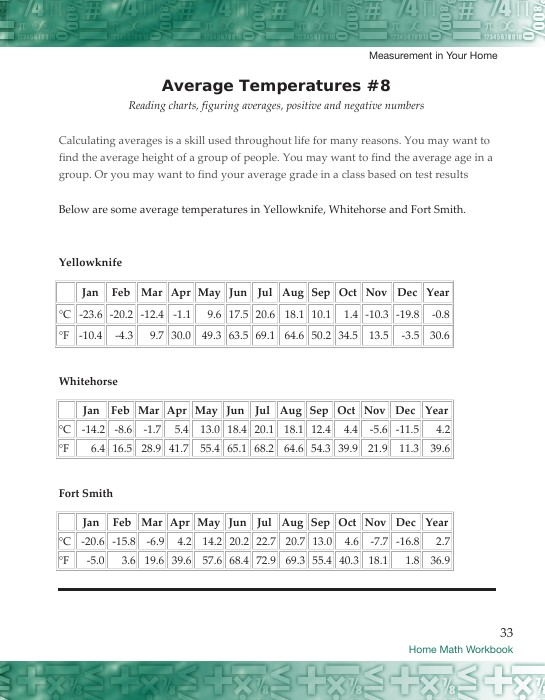 Measurement in Your Home
Average Temperatures #8
Reading charts, figuring averages, positive and negative numbers
Calculating averages is a skill used throughout life for many reasons. You may want to
find the average height of a group of people. You may want to find the average age in a
group. Or you may want to find your average grade in a class based on test results
Below are some average temperatures in Yellowknife, Whitehorse and Fort Smith.
Yellowknife
Jan Feb Mar Apr May Jun Jul Aug Sep Oct Nov Dec Year
°C -23.6 -20.2 -12.4 -1.1 9.6 17.5 20.6 18.1 10.1 1.4 -10.3 -19.8 -0.8
°F -10.4 -4.3 9.7 30.0 49.3 63.5 69.1 64.6 50.2 34.5 13.5 -3.5 30.6
Whitehorse
Jan Feb Mar Apr May Jun Jul Aug Sep Oct Nov Dec Year
°C -14.2 -8.6 -1.7 5.4 13.0 18.4 20.1 18.1 12.4 4.4 -5.6 -11.5 4.2
°F 6.4 16.5 28.9 41.7 55.4 65.1 68.2 64.6 54.3 39.9 21.9 11.3 39.6
Fort Smith
Jan Feb Mar Apr May Jun Jul Aug Sep Oct Nov Dec Year
°C -20.6 -15.8 -6.9 4.2 14.2 20.2 22.7 20.7 13.0 4.6 -7.7 -16.8 2.7
°F -5.0 3.6 19.6 39.6 57.6 68.4 72.9 69.3 55.4 40.3 18.1 1.8 36.9
33
Home Math Workbook